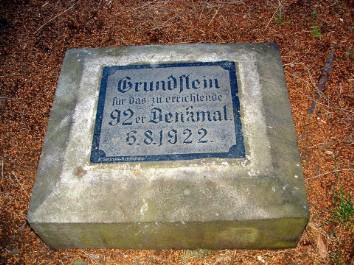 Grundstein
für das zu errichtende
92er Denkmal.
6.8.1922.